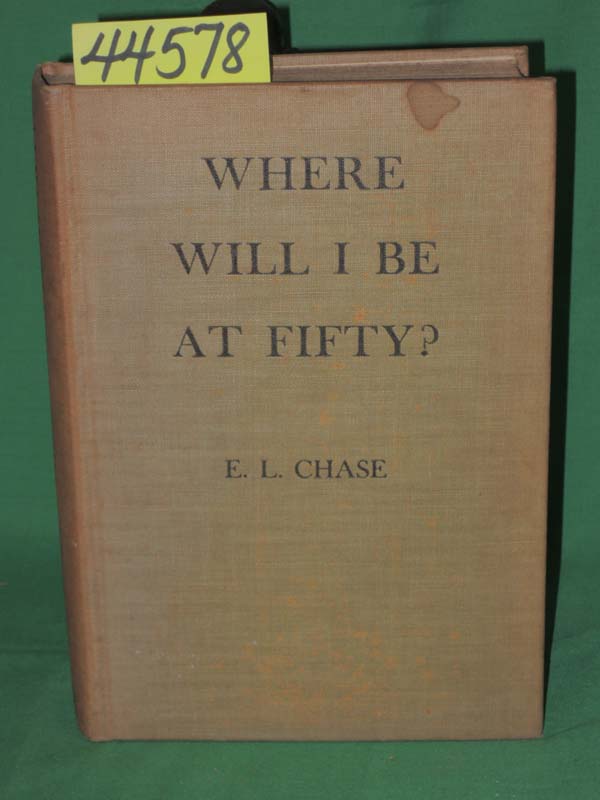 44578
WHERE
WILL I BE
AT FIFTY?
E. L. CHASE